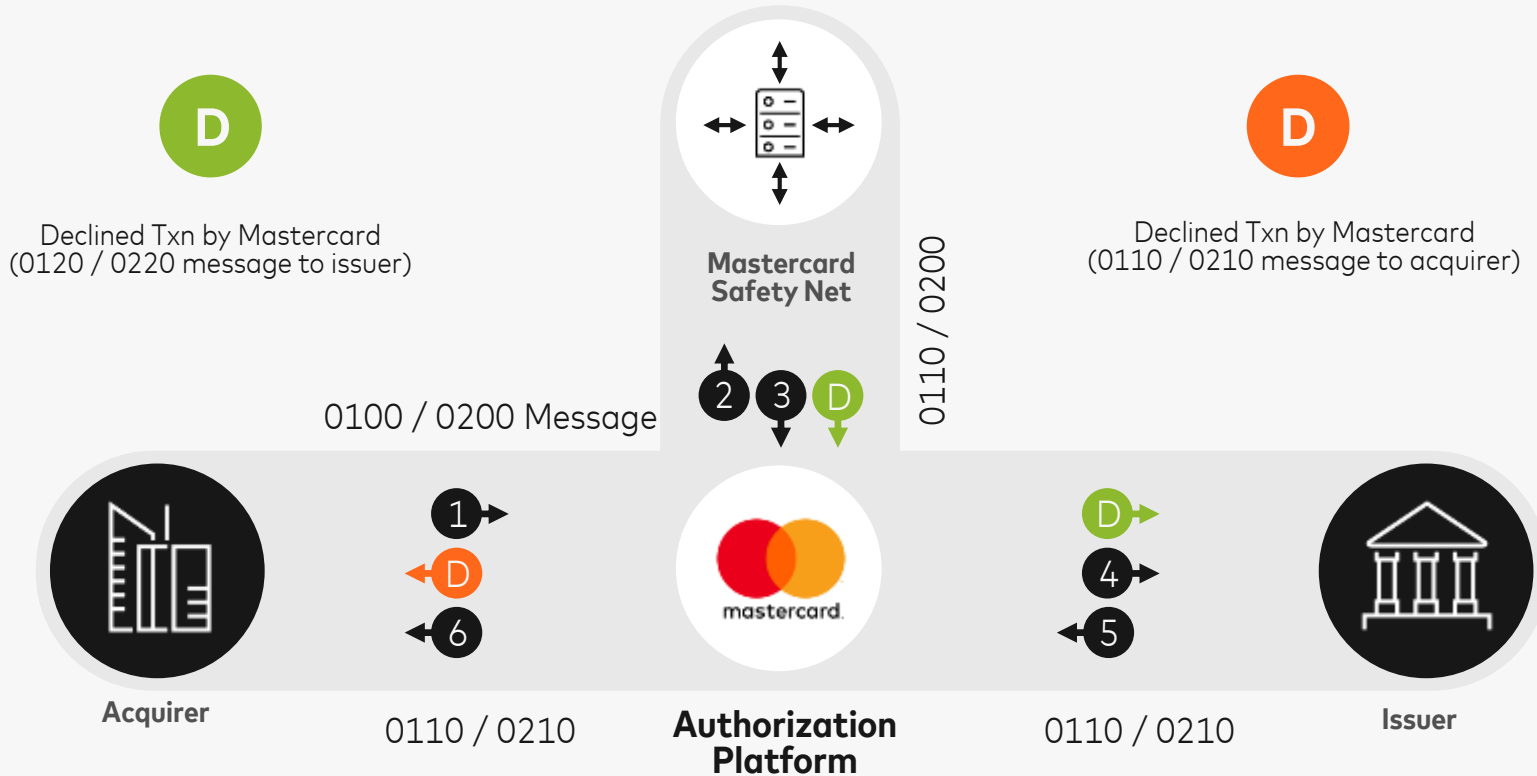 D
Declined Txn by Mastercard
(0120 / 0220 message to issuer)
D
Declined Txn by Mastercard
(0110 / 0210 message to acquirer)
Mastercard
Safety Net
0110 / 0200
2 3 D
0100 / 0200 Message
1
D
6
mastercard.
D
4
5
Acquirer
0110 / 0210
Authorization
Platform
0110 / 0210
Issuer